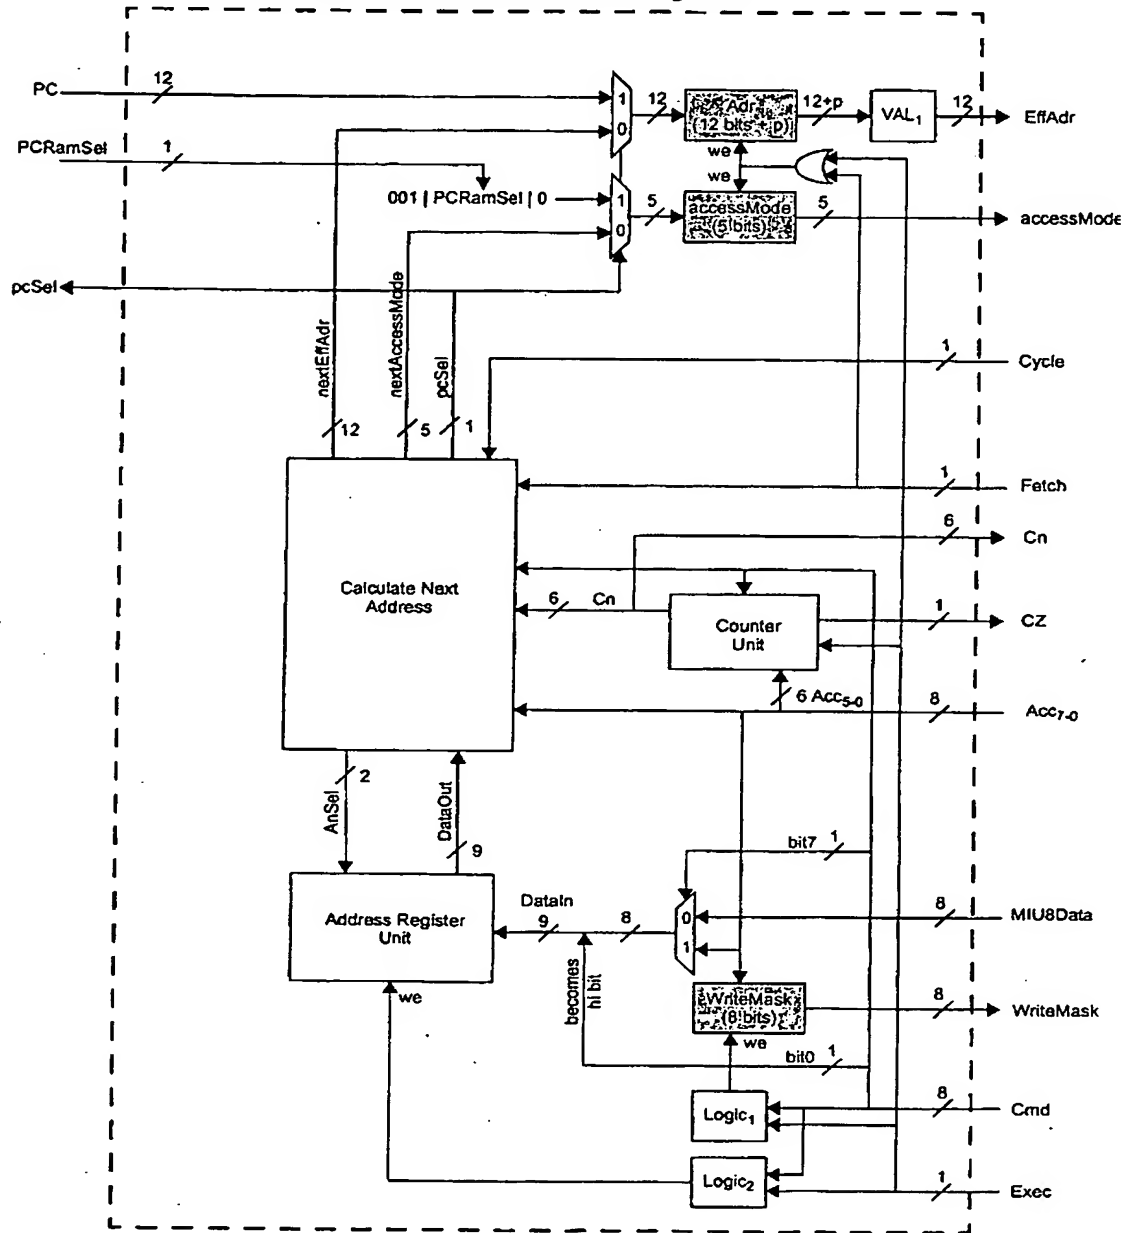 PC
12
1
0
12
EffAdr
(12 bits + p)
12+p
VAL1
12
EffAdr
PCRamSel
1
we
we
001 | PCRamSel | 0
1
0
5
accessMode
(5 bits)
5
accessMode
pcSel
nextEffAdr
nextAccessMode
pcSel
12
5
1
1
Cycle
1
Fetch
6
Cn
Calculate Next
Address
6
Cn
Counter
Unit
1
CZ
6 Acc5-0
8
Acc7-0
2
AnSel
DataOut
9
bit7
1
Address Register
Unit
DataIn
9
8
0
1
8
MIU8Data
we
becomes
hi bit
WriteMask
(8 bits)
8
WriteMask
we
bit0
1
Logic1
8
Cmd
Logic2
1
Exec